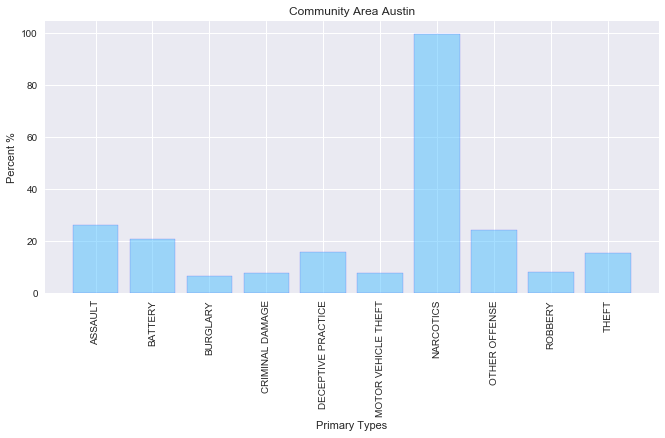 Community Area Austin
Percent %
100
80
60
40
20
0
ASSAULT
BATTERY
BURGLARY
CRIMINAL DAMAGE
DECEPTIVE PRACTICE
MOTOR VEHICLE THEFT
NARCOTICS
OTHER OFFENSE
ROBBERY
THEFT
Primary Types